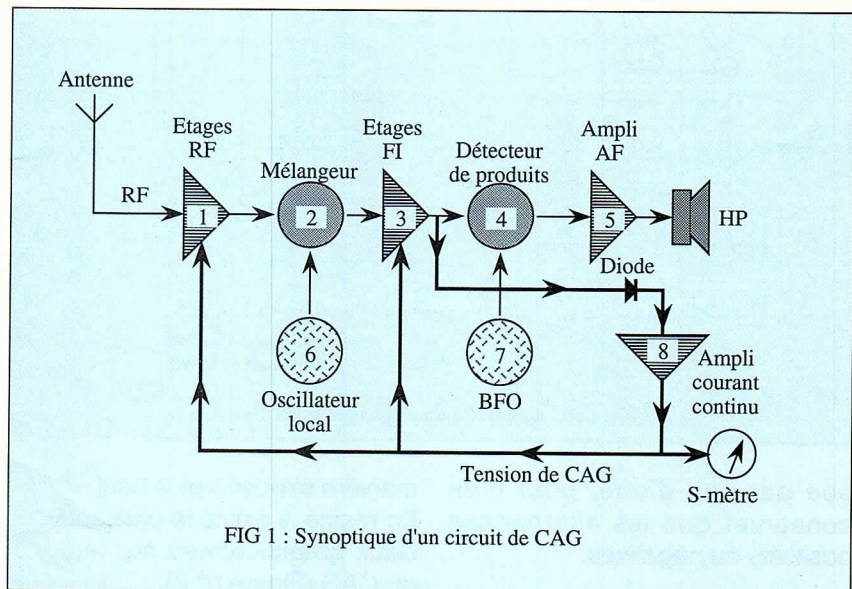 Antenne
RF
Etages
RF
1
Mélangeur
2
Etages
FI
3
Détecteur
de produits
4
Ampli
AF
5
HP
Diode
6
Oscillateur
local
7
BFO
8
Ampli
courant
continu
Tension de CAG
S-mètre
FIG 1 : Synoptique d'un circuit de CAG